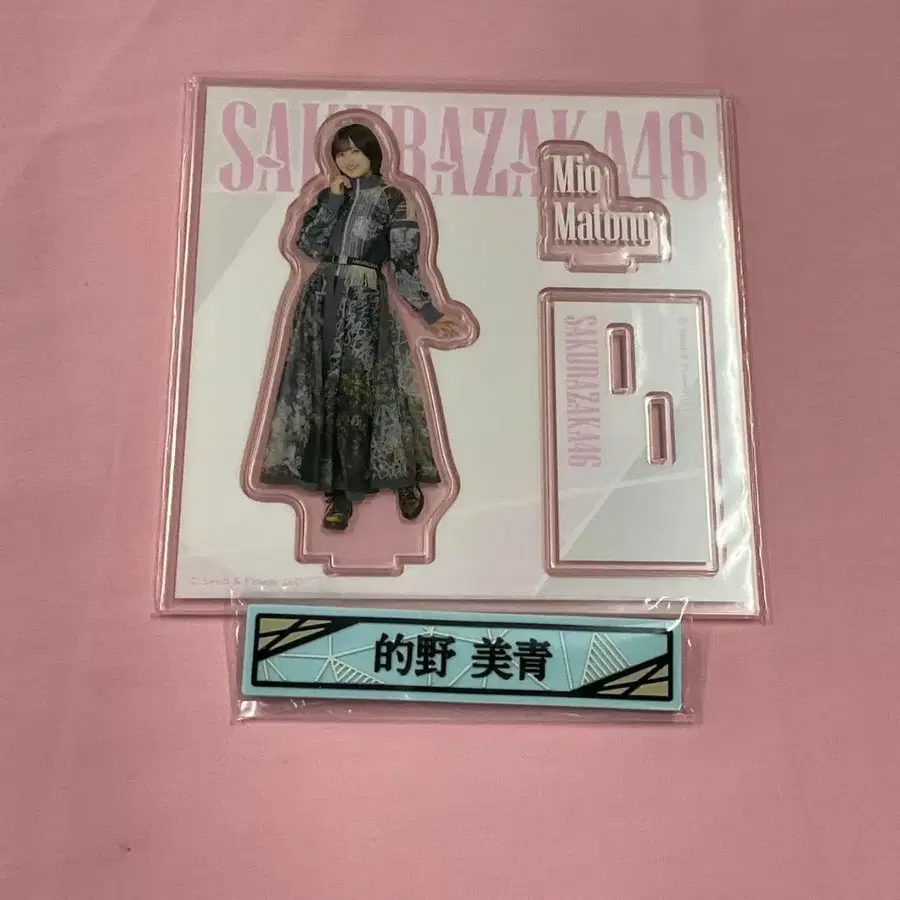 SAKURAZAKA46
Mio
Matono
SAKURAZAKA46
的野 美青